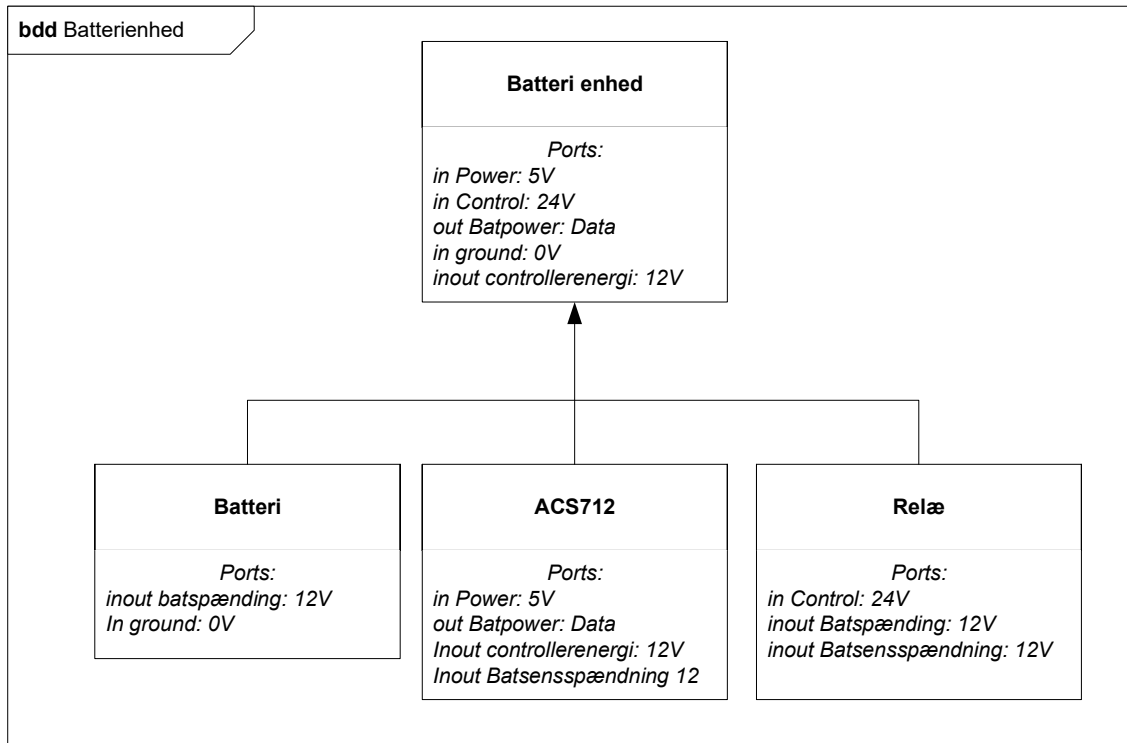 bdd Batterienhed
Batteri enhed
Ports:
in Power: 5V
in Control: 24V
out Batpower: Data
in ground: 0V
inout controllerenergi: 12V
Batteri
Ports:
inout batspænding: 12V
In ground: 0V
ACS712
Ports:
in Power: 5V
out Batpower: Data
Inout controllerenergi: 12V
Inout Batsensspændning 12
Relæ
Ports:
in Control: 24V
inout Batspænding: 12V
inout Batsensspændning: 12V